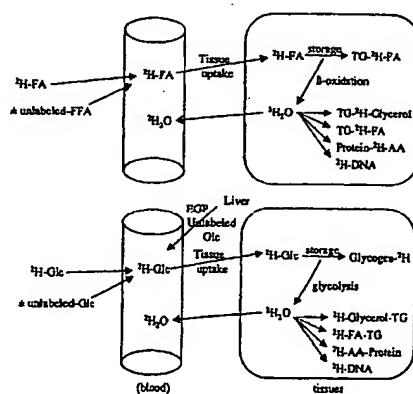 ²H-FA
± unlabeled-FFA
²H-FA
²H₂O
Tissue
uptake
²H-FA
storage
TG-²H-FA
β-oxidation
²H₂O
TG-²H-Glycerol
TG-²H-FA
Protein-²H-AA
²H-DNA
Liver
EGP
Unlabeled
Glc
²H-Glc
± unlabeled-Glc
²H-Glc
²H₂O
Tissue
uptake
²H-Glc
storage
Glycogen-²H
glycolysis
²H₂O
²H-Glycerol-TG
²H-FA-TG
²H-AA-Protein
²H-DNA
(blood)
tissues